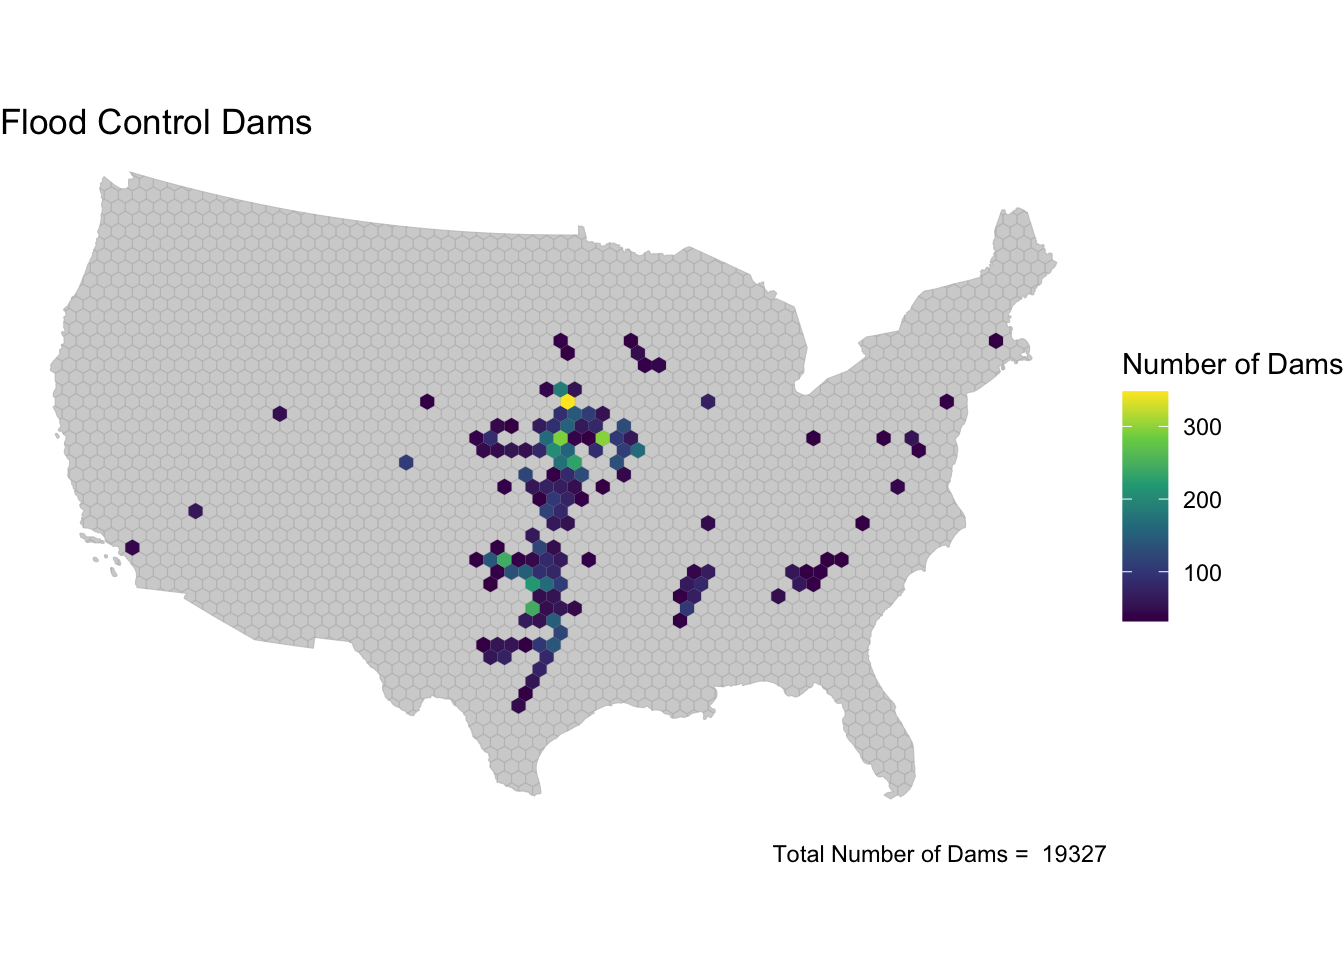 Flood Control Dams
Number of Dams
300
200
100
Total Number of Dams =  19327